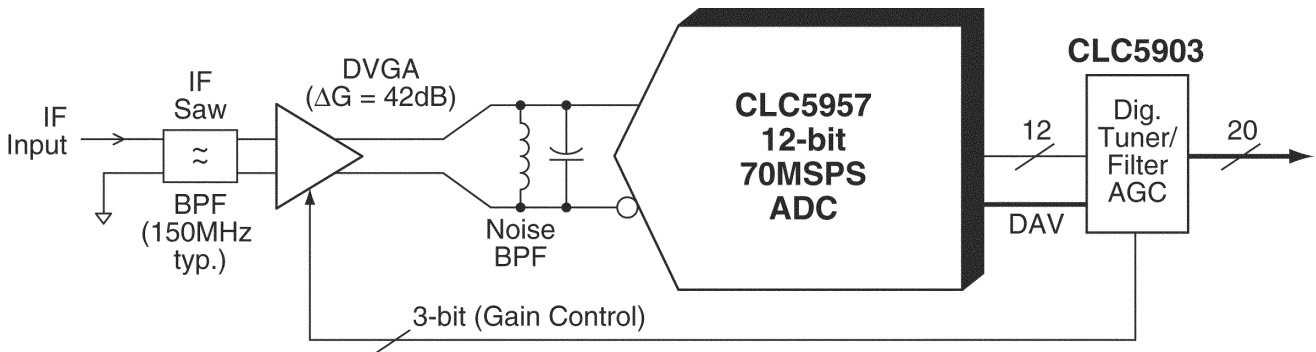 IF
Input
IF
Saw
≈
BPF
(150MHz
typ.)
DVGA
(ΔG = 42dB)
Noise
BPF
CLC5957
12-bit
70MSPS
ADC
12
DAV
CLC5903
Dig.
Tuner/
Filter
AGC
20
3-bit (Gain Control)